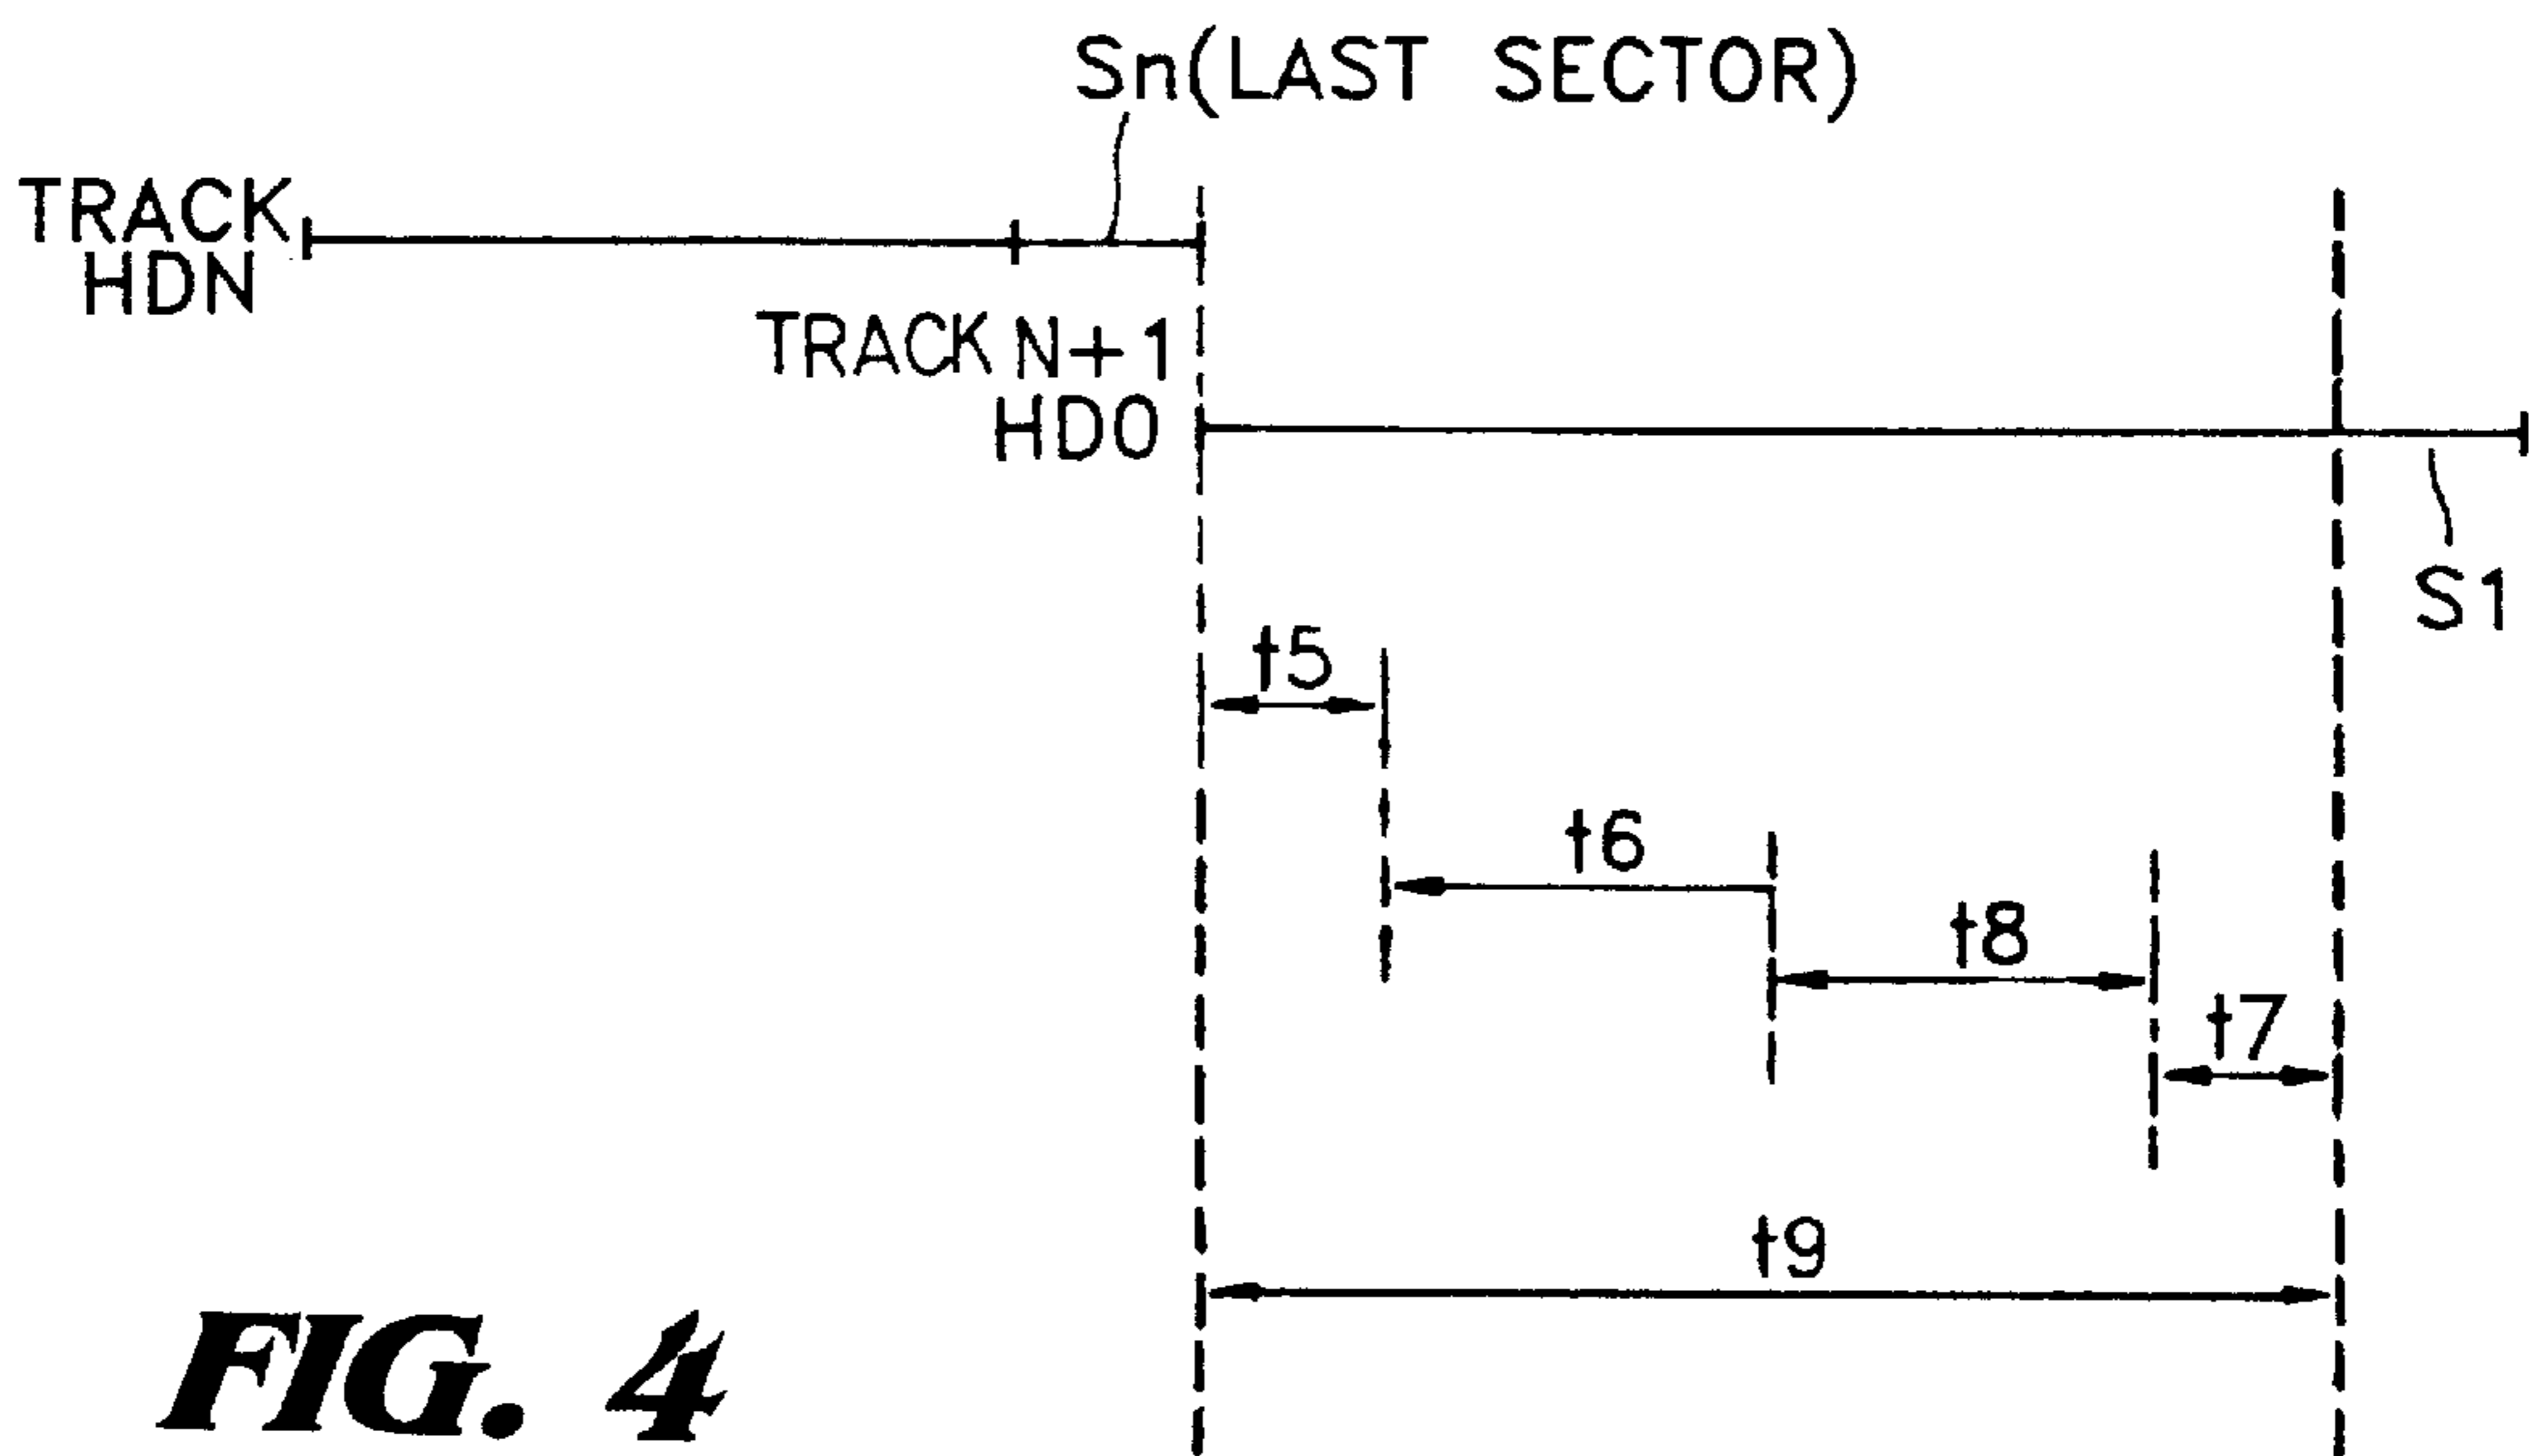 Sn(LAST SECTOR)
TRACK
HDN
TRACK N+1
HD0
S1
t5
t6
t8
t7
t9
FIG. 4